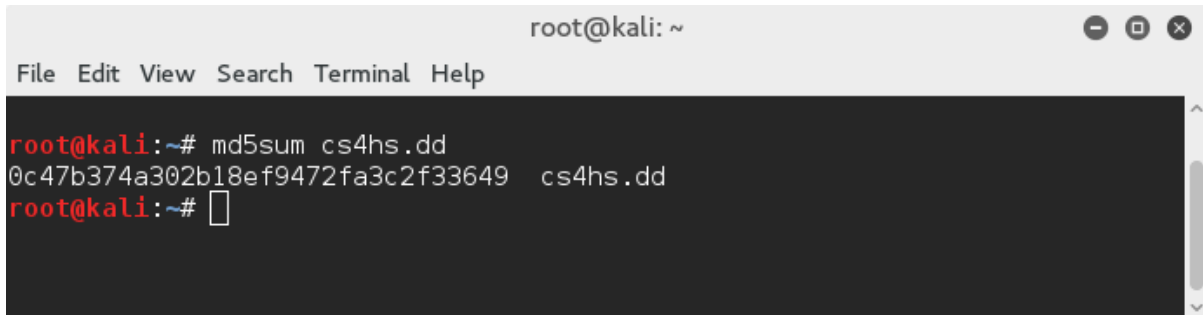 root@kali: ~
File Edit View Search Terminal Help
root@kali:~# md5sum cs4hs.dd
0c47b374a302b18ef9472fa3c2f33649  cs4hs.dd
root@kali:~#